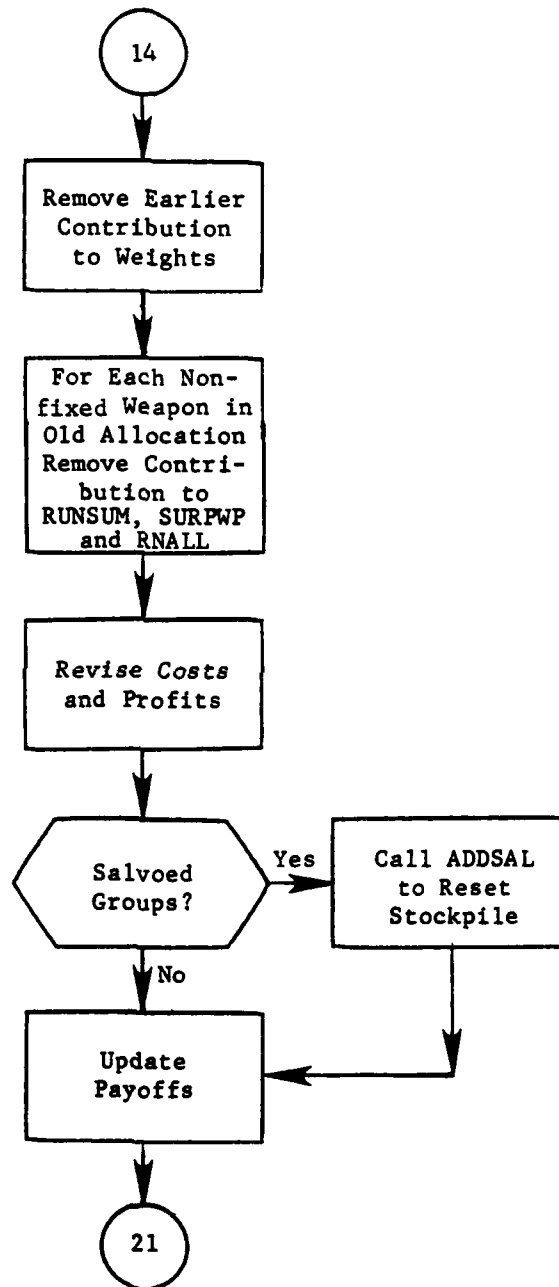 14
Remove Earlier
Contribution
to Weights
For Each Non-
fixed Weapon in
Old Allocation
Remove Contri-
bution to
RUNSUM, SURPWP
and RNALL
Revise Costs
and Profits
Salvoed
Groups?
Yes
Call ADDSAL
to Reset
Stockpile
No
Update
Payoffs
21